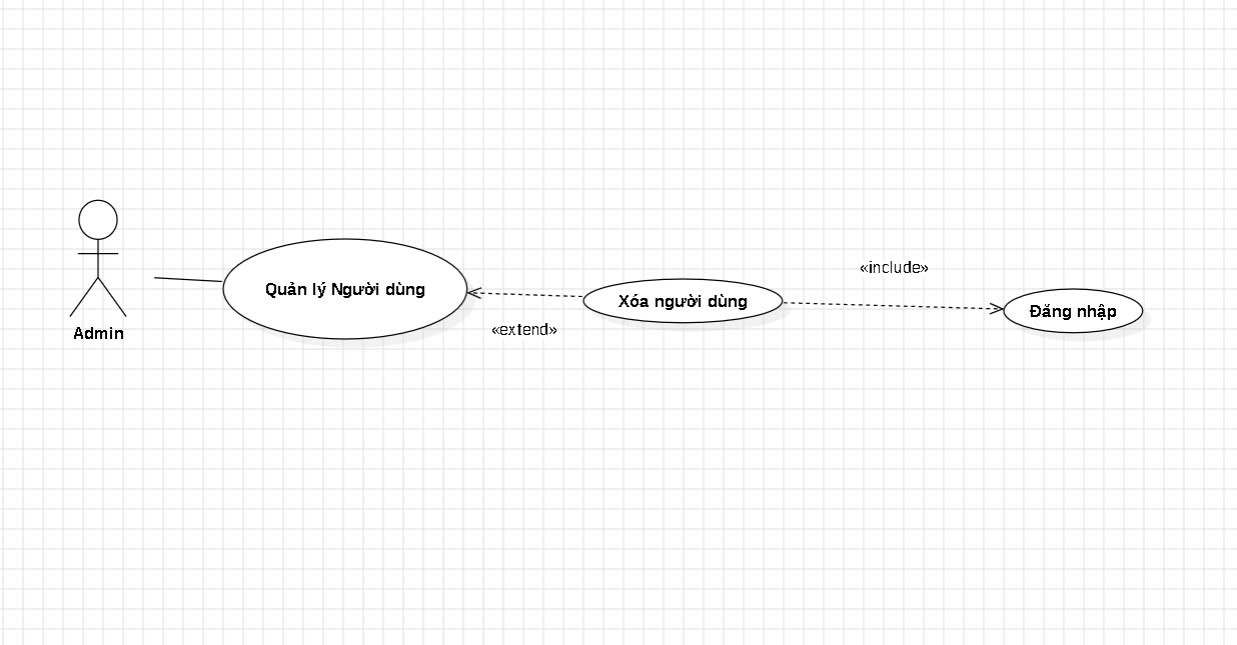 Admin
Quản lý Người dùng
«extend»
Xóa người dùng
«include»
Đăng nhập